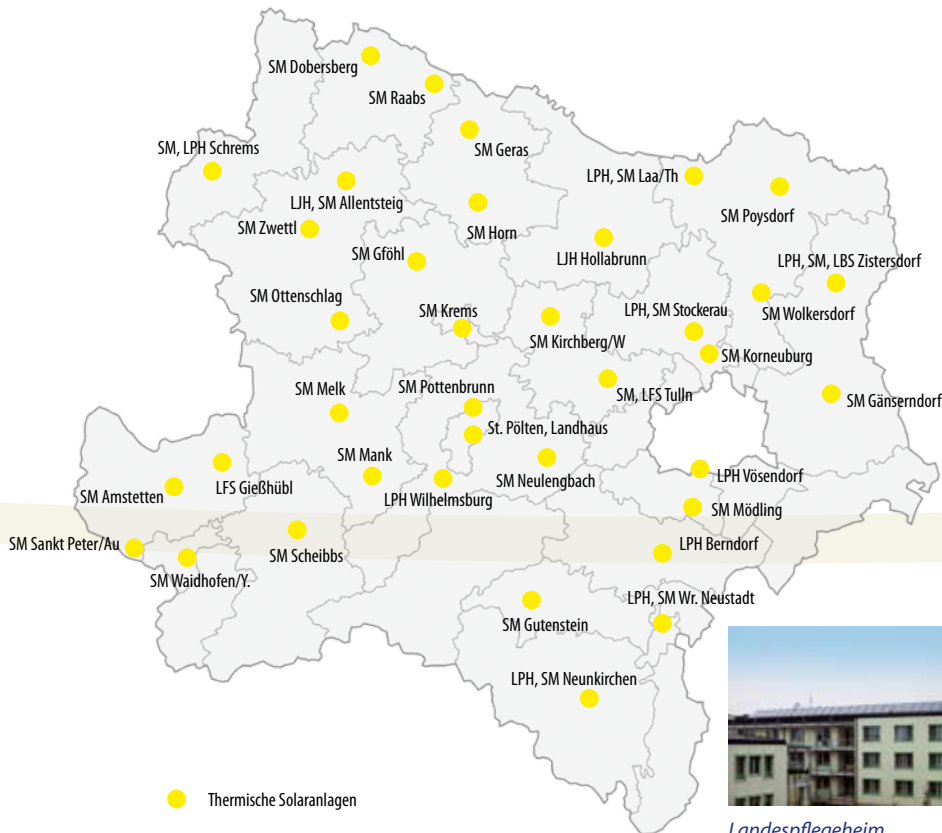 SM Dobersberg
SM Raabs
SM Geras
SM, LPH Schrems
LPH, SM Laa/Th
LJH, SM Allentsteig
SM Poysdorf
SM Zwettl
SM Horn
SM Gföhl
LJH Hollabrunn
LPH, SM, LBS Zistersdorf
SM Ottenschlag
SM Krems
LPH, SM Stockerau
SM Wolkersdorf
SM Kirchberg/W
SM Korneuburg
SM Melk
SM Pottenbrunn
SM, LFS Tulln
SM Gänserndorf
St. Pölten, Landhaus
SM Mank
SM Neulengbach
LPH Vösendorf
SM Amstetten
LFS Gießhübl
LPH Wilhelmsburg
SM Mödling
SM Sankt Peter/Au
SM Scheibbs
LPH Berndorf
SM Waidhofen/Y.
LPH, SM Wr. Neustadt
SM Gutenstein
LPH, SM Neunkirchen
Thermische Solaranlagen
Landespflegeheim